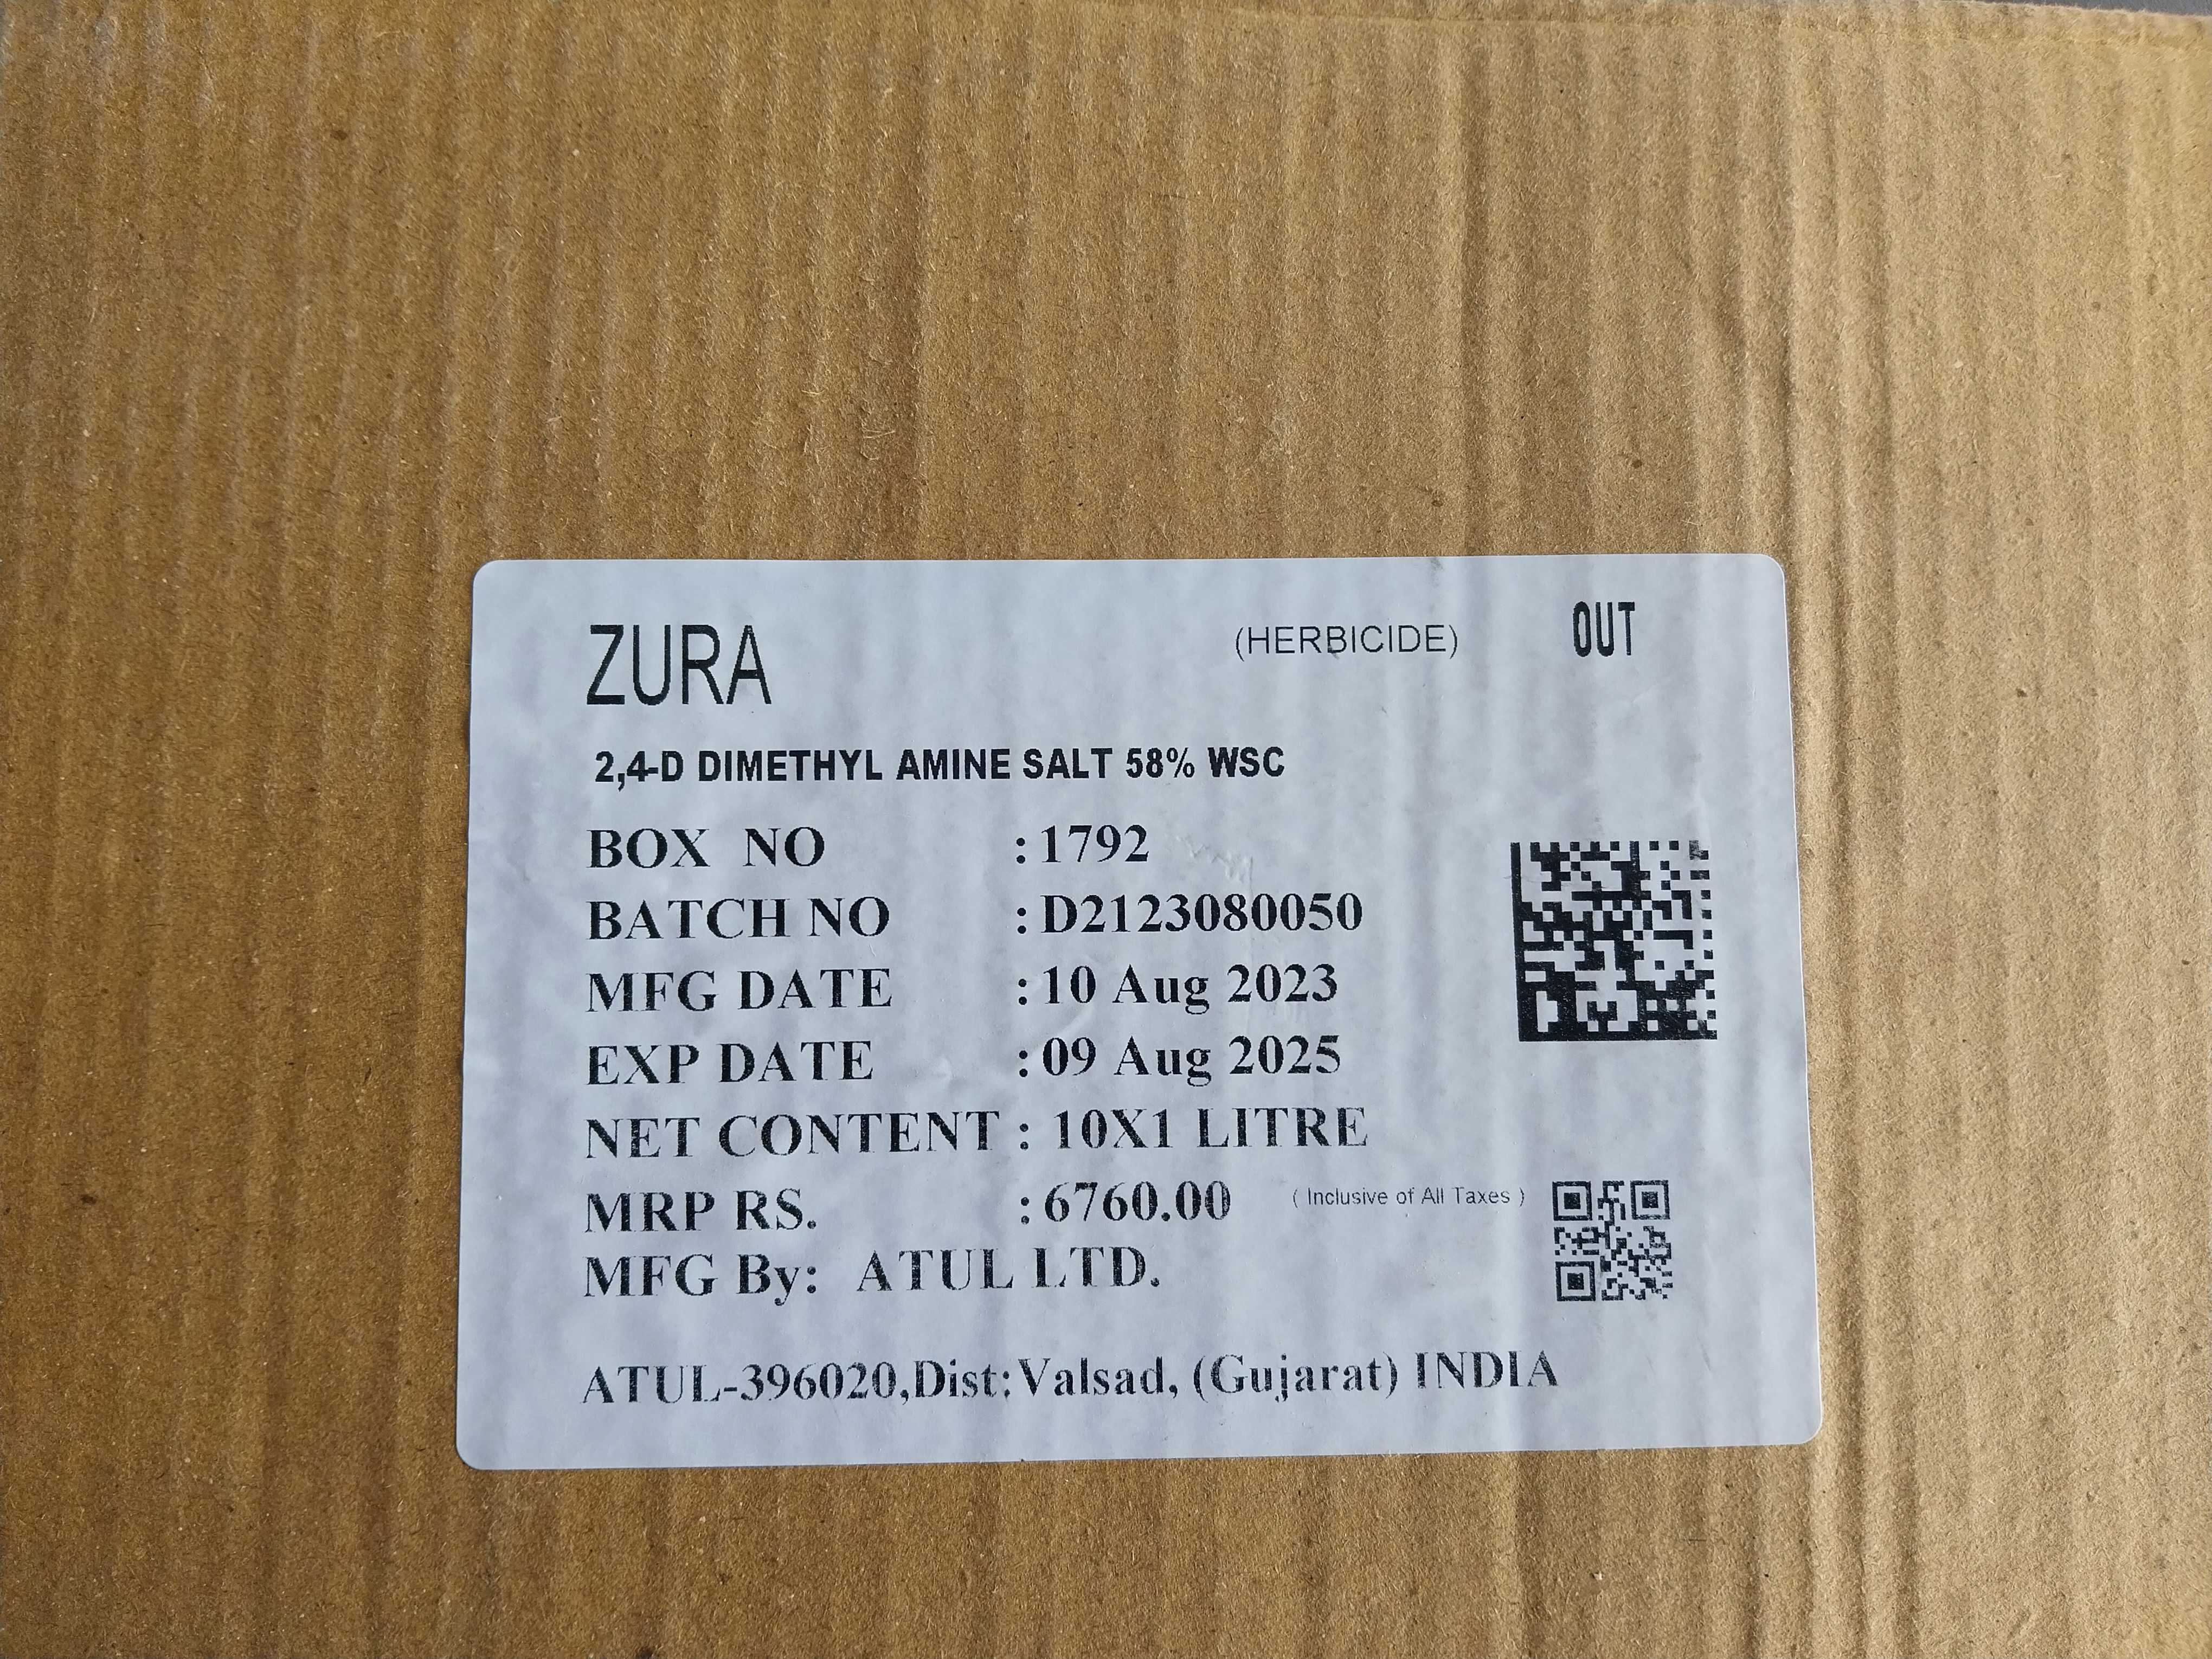 ZURA (HERBICIDE) OUT
2,4-D DIMETHYL AMINE SALT 58% WSC
BOX NO : 1792
BATCH NO : D2123080050
MFG DATE : 10 Aug 2023
EXP DATE : 09 Aug 2025
NET CONTENT : 10X1 LITRE
MRP RS. : 6760.00 ( Inclusive of All Taxes )
MFG By: ATUL LTD.
ATUL-396020,Dist:Valsad, (Gujarat) INDIA